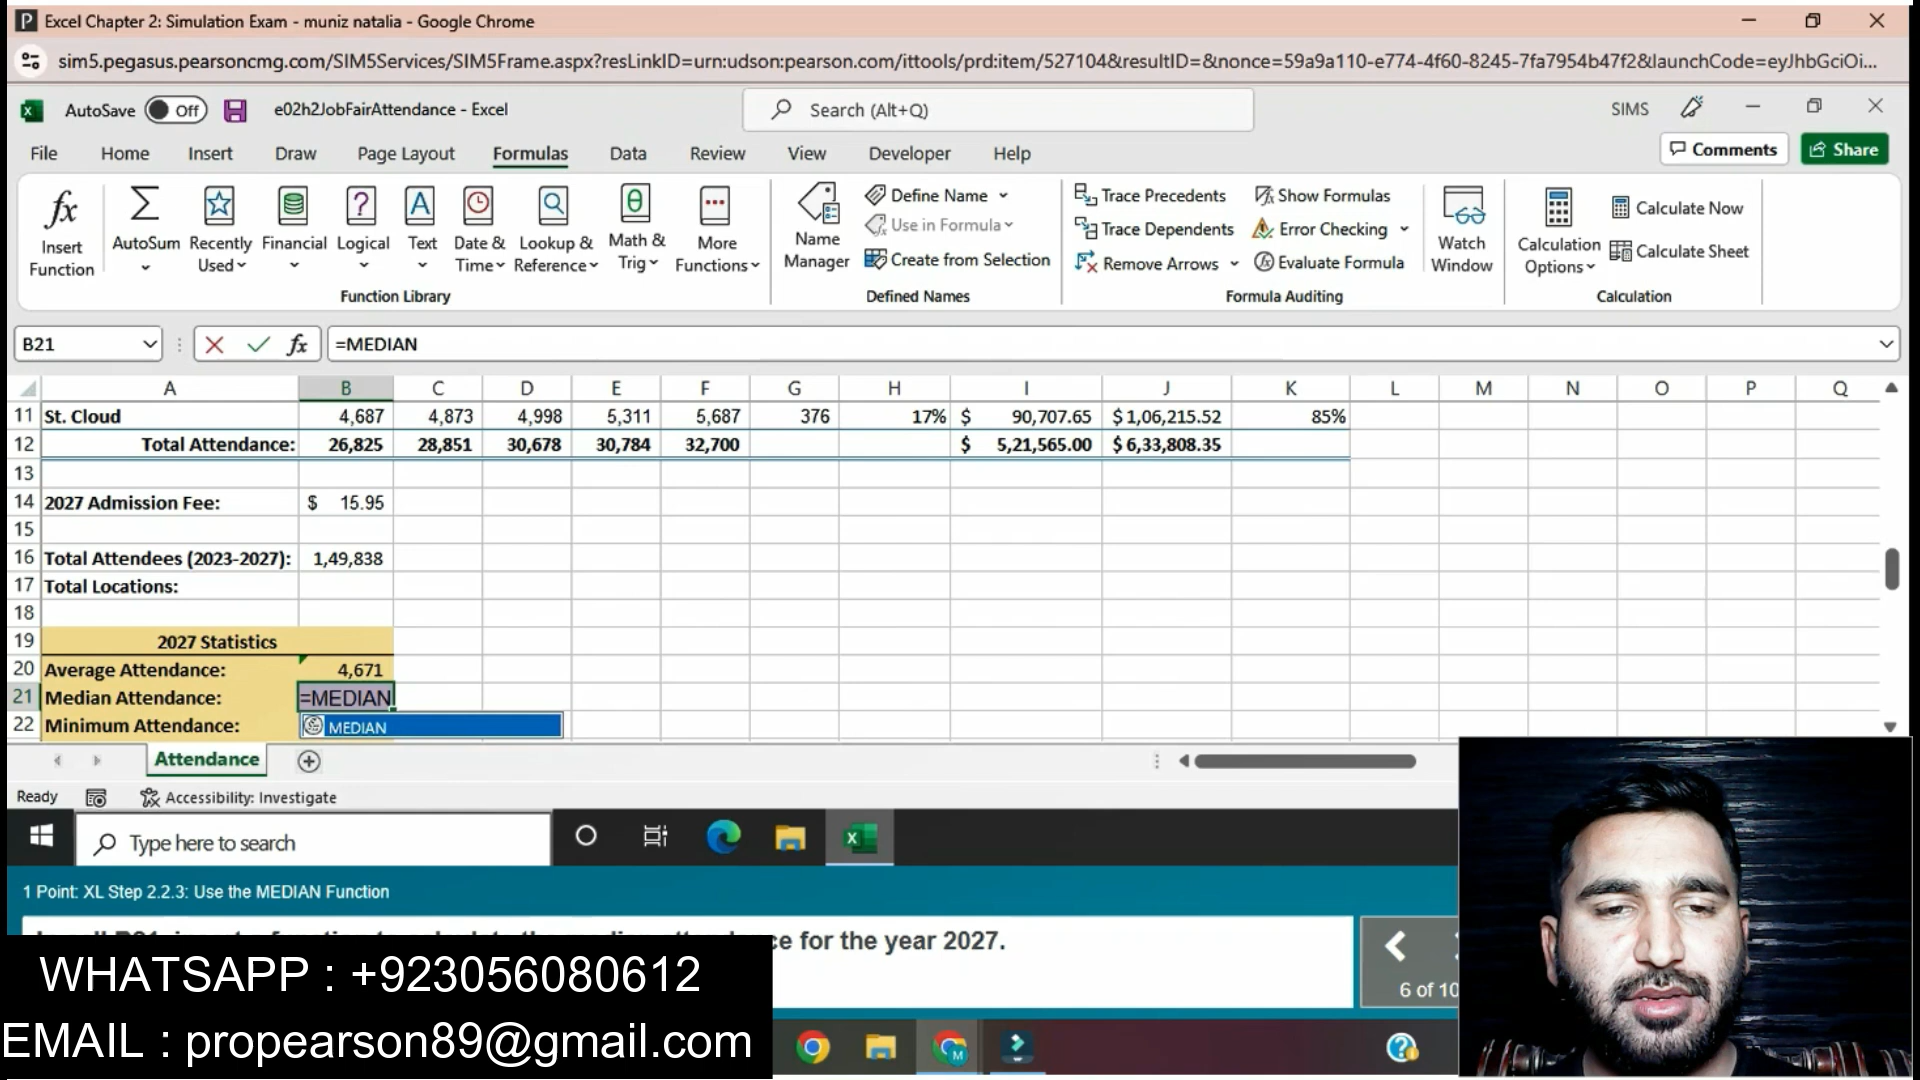 Excel Chapter 2: Simulation Exam - muniz natalia - Google Chrome
sim5.pegasus.pearsoncmg.com/SIM5Services/SIM5Frame.aspx?resLinkID=urn:udson:pearson.com/ittools/prd:item/527104&resultID=&nonce=59a9a110-e774-4f60-8245-7fa7954b47f2&launchCode=eyJhbGciOi...
AutoSave Off e02h2JobFairAttendance - Excel Search (Alt+Q) SIMS
File Home Insert Draw Page Layout Formulas Data Review View Developer Help Comments Share
Insert Function AutoSum Recently Used Financial Logical Text Date & Time Lookup & Reference Math & Trig More Functions
Function Library
Name Manager Define Name Use in Formula Create from Selection
Defined Names
Trace Precedents Show Formulas
Trace Dependents Error Checking
Remove Arrows Evaluate Formula
Watch Window
Formula Auditing
Calculation Options Calculate Now Calculate Sheet
Calculation
B21 fx =MEDIAN
A B C D E F G H I J K L M N O P Q
11 St. Cloud 4,687 4,873 4,998 5,311 5,687 376 17% $ 90,707.65 $ 1,06,215.52 85%
12 Total Attendance: 26,825 28,851 30,678 30,784 32,700 $ 5,21,565.00 $ 6,33,808.35
13
14 2027 Admission Fee: $ 15.95
15
16 Total Attendees (2023-2027): 1,49,838
17 Total Locations:
18
19 2027 Statistics
20 Average Attendance: 4,671
21 Median Attendance: =MEDIAN
22 Minimum Attendance: MEDIAN
Attendance
Ready Accessibility: Investigate
Type here to search
1 Point: XL Step 2.2.3: Use the MEDIAN Function
for the year 2027.
6 of 10
WHATSAPP : +923056080612
EMAIL : propearson89@gmail.com